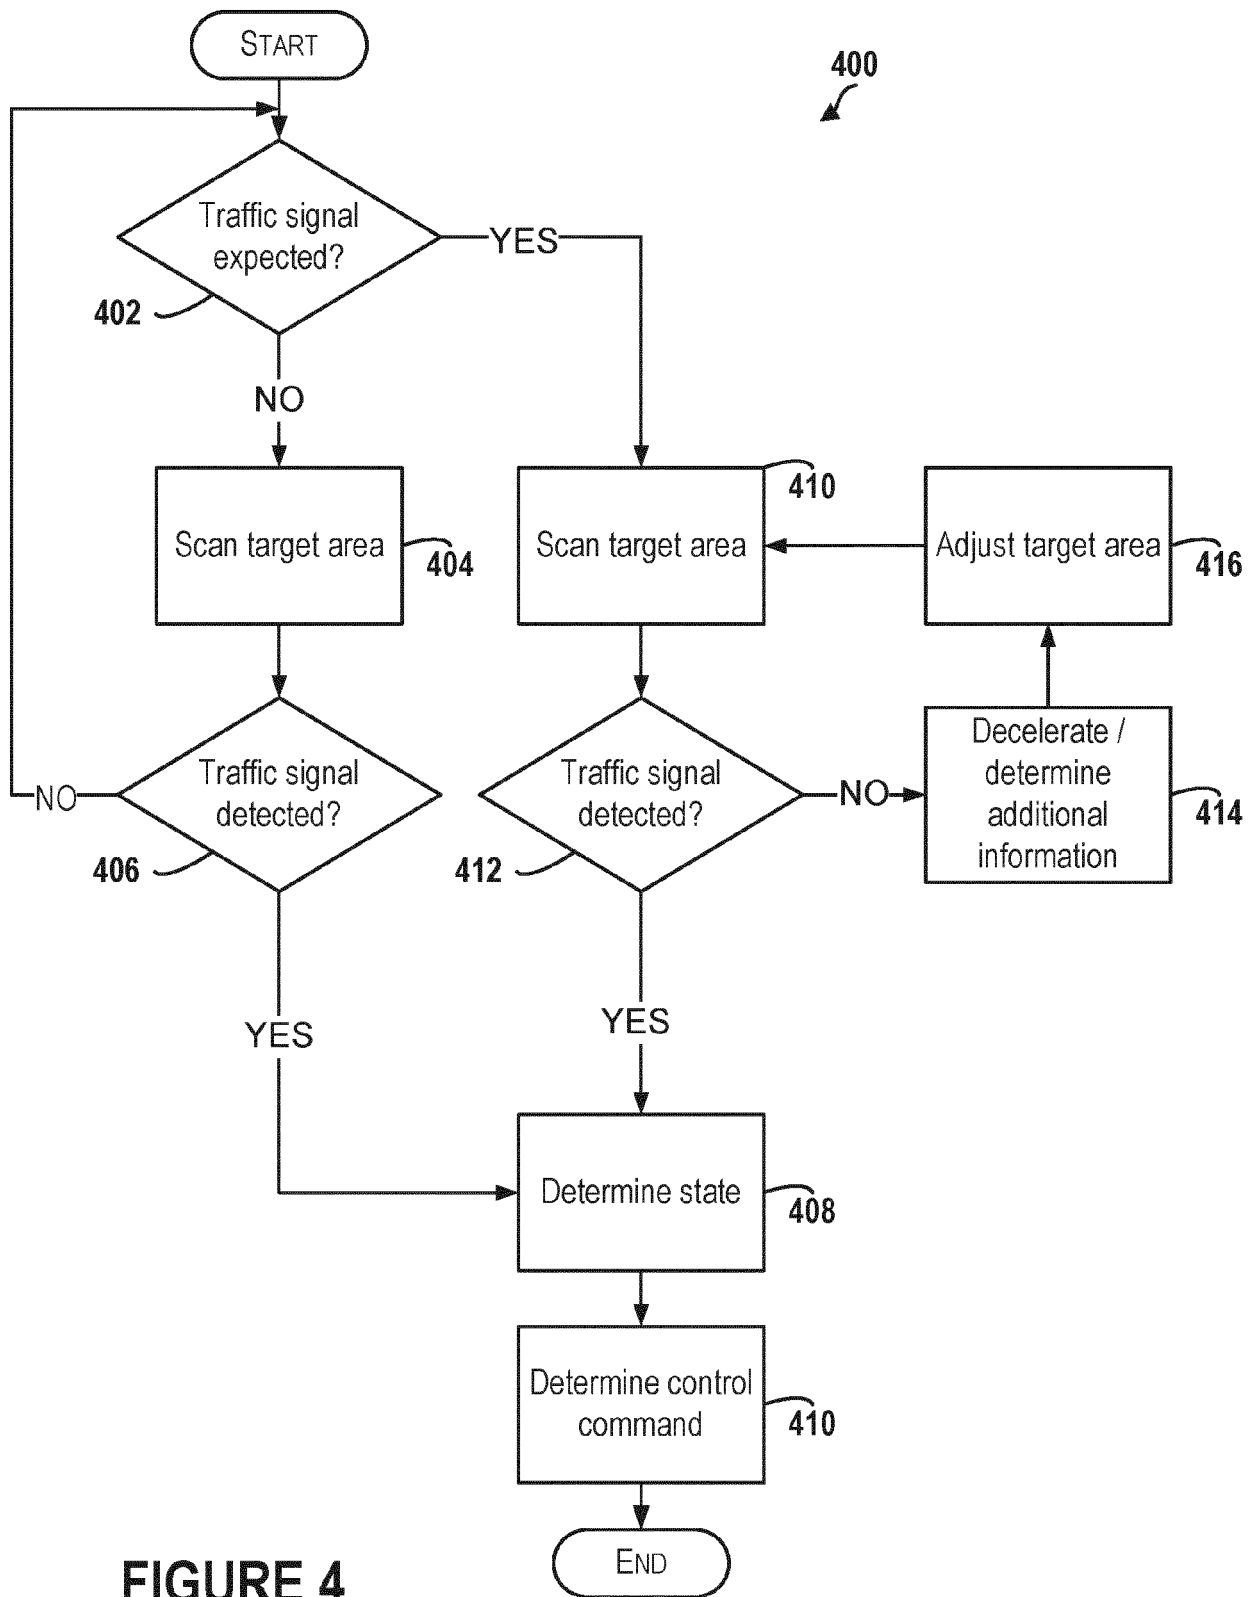 START
400
Traffic signal
expected?
402
YES
NO
Scan target area
404
Scan target area
410
Adjust target area
416
Traffic signal
detected?
406
NO
Traffic signal
detected?
412
NO
Decelerate /
determine
additional
information
414
YES
YES
Determine state
408
Determine control
command
410
END
FIGURE 4